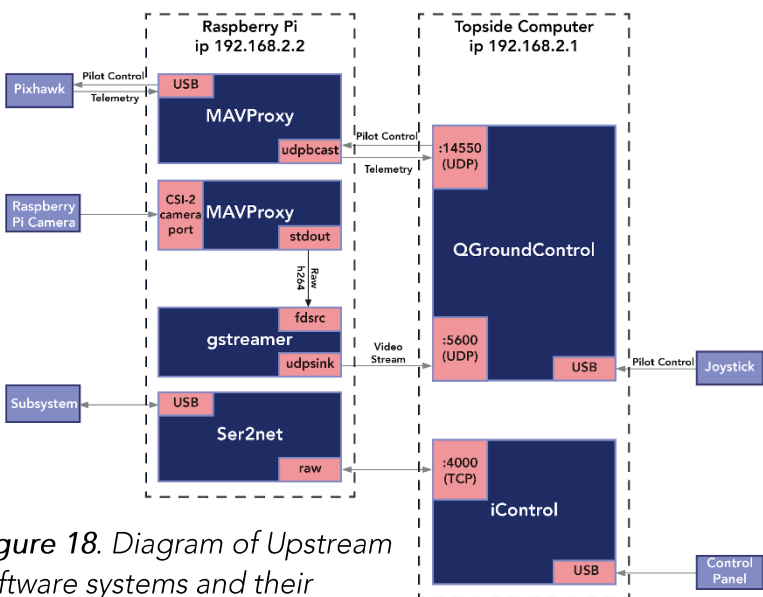 Raspberry Pi
ip 192.168.2.2
Topside Computer
ip 192.168.2.1
Pixhawk
Pilot Control
Telemetry
USB
MAVProxy
udpbcast
Pilot Control
Telemetry
:14550
(UDP)
Raspberry
Pi Camera
CSI-2
camera
port
MAVProxy
stdout
Raw
h264
QGroundControl
fdsrc
gstreamer
udpsink
Video
Stream
:5600
(UDP)
USB
Pilot Control
Joystick
Subsystem
USB
Ser2net
raw
:4000
(TCP)
iControl
USB
Control
Panel
gure 18. Diagram of Upstream
ftware systems and their